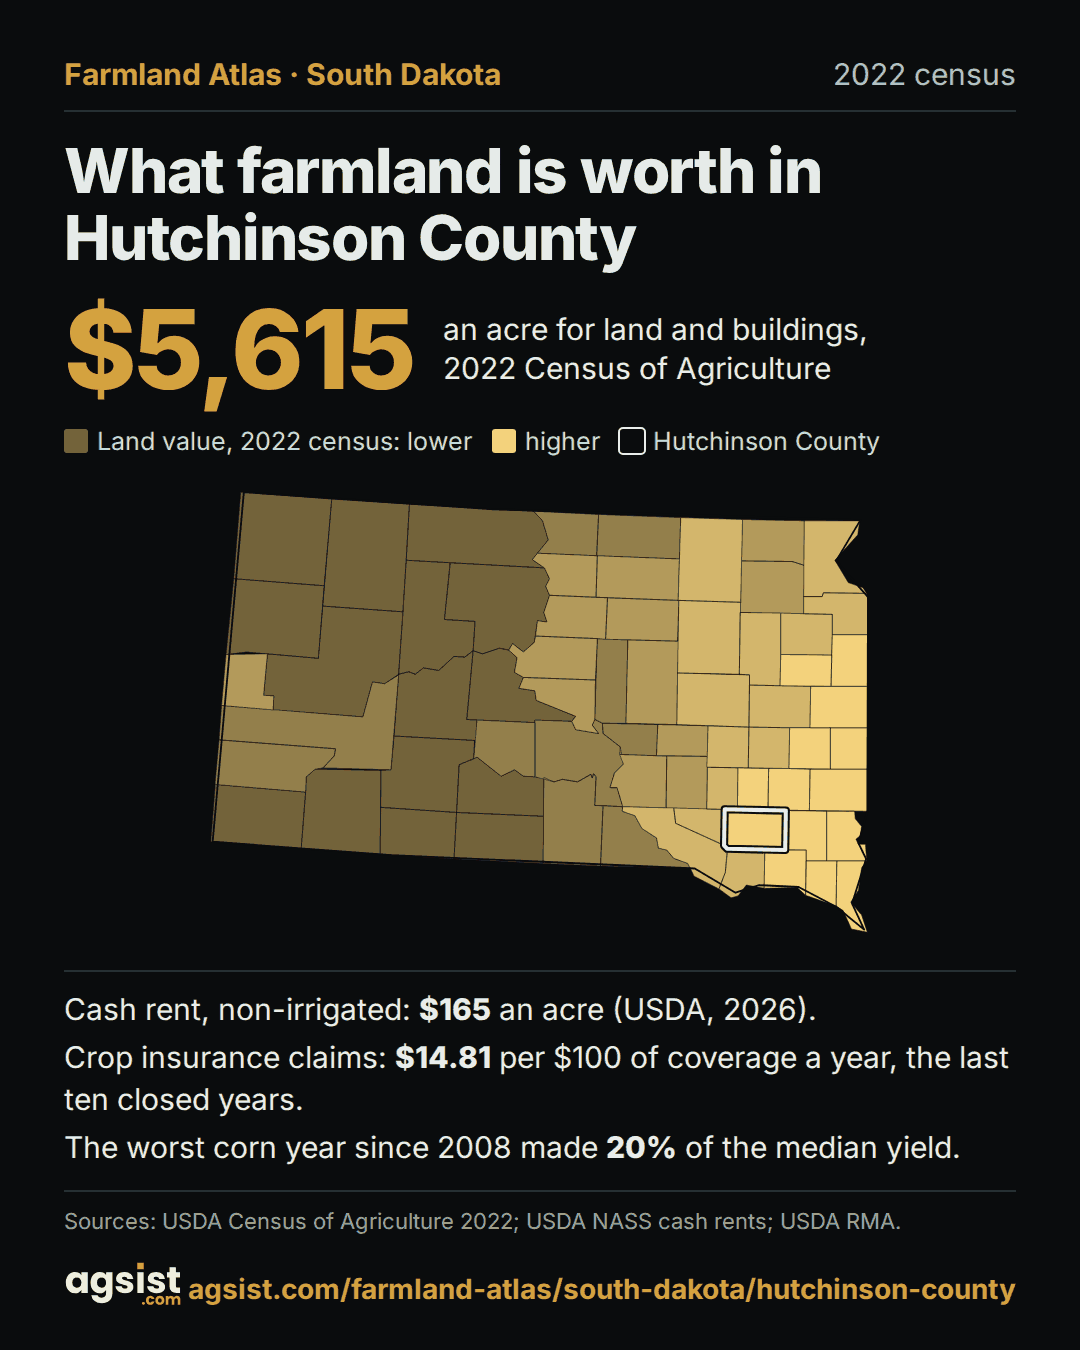 Farmland Atlas · South Dakota
2022 census
What farmland is worth in
Hutchinson County
$5,615
an acre for land and buildings,
2022 Census of Agriculture
Land value, 2022 census: lower
higher
Hutchinson County
Cash rent, non-irrigated: $165 an acre (USDA, 2026).
Crop insurance claims: $14.81 per $100 of coverage a year, the last
ten closed years.
The worst corn year since 2008 made 20% of the median yield.
Sources: USDA Census of Agriculture 2022; USDA NASS cash rents; USDA RMA.
agsist
.com
agsist.com/farmland-atlas/south-dakota/hutchinson-county